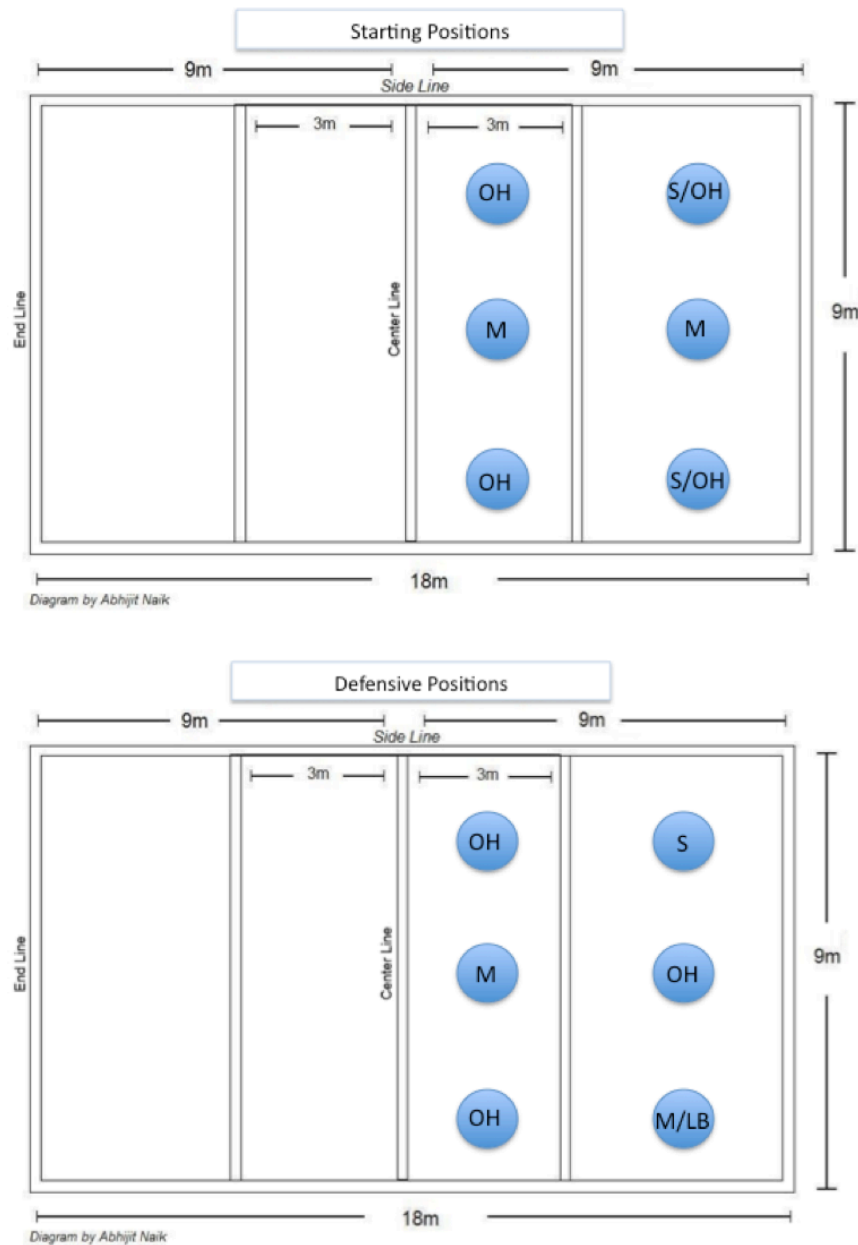 Starting Positions
9m 9m
Side Line
3m 3m
OH S/OH
End Line
Center Line
M M
9m
OH S/OH
18m
Diagram by Abhijit Naik
Defensive Positions
9m 9m
Side Line
3m 3m
OH S
End Line
Center Line
M OH
9m
OH M/LB
18m
Diagram by Abhijit Naik